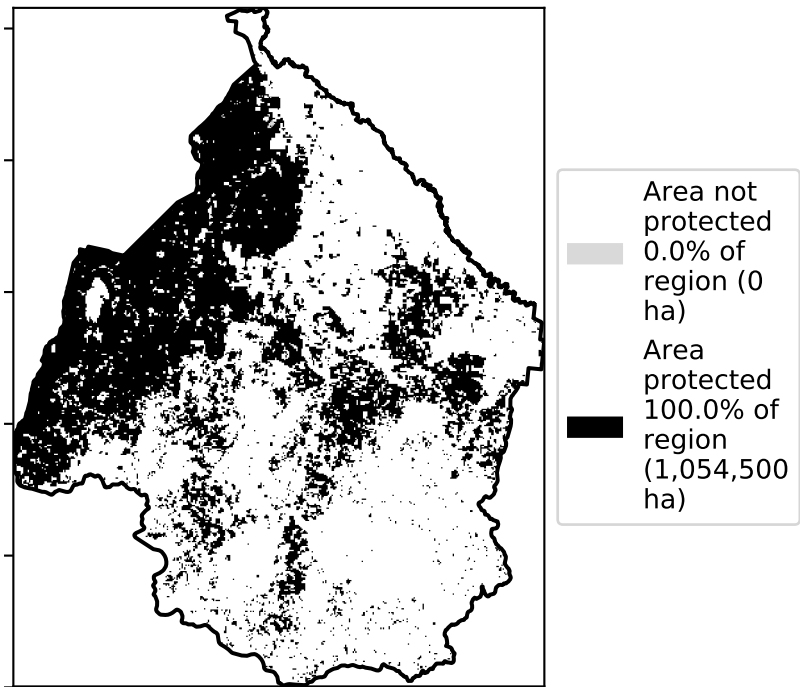 Area not
protected
0.0% of
region (0
ha)
Area
protected
100.0% of
region
(1,054,500
ha)